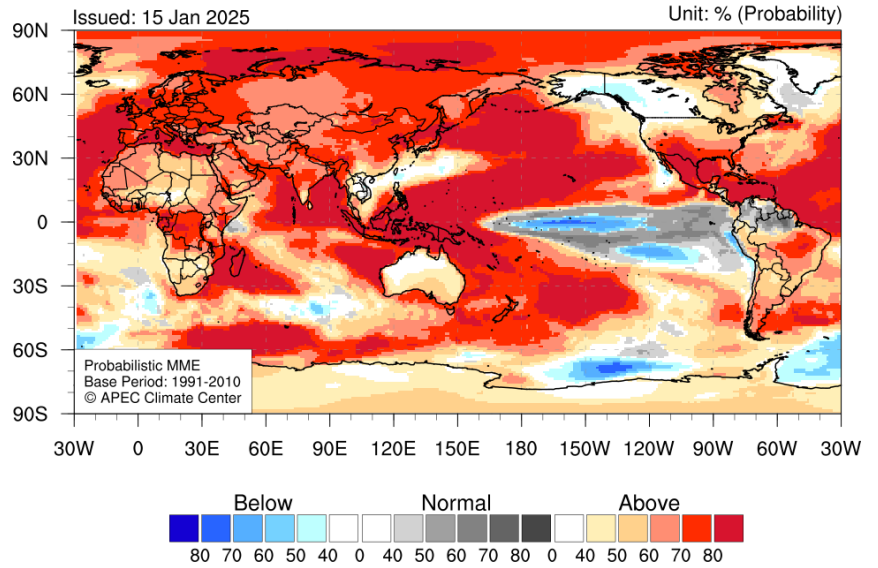 Issued: 15 Jan 2025
Unit: % (Probability)
90N
60N
30N
0
30S
60S
90S
Probabilistic MME
Base Period: 1991-2010
© APEC Climate Center
30W 0 30E 60E 90E 120E 150E 180 150W 120W 90W 60W 30W
Below Normal Above
80 70 60 50 40 0 40 50 60 70 80 0 40 50 60 70 80